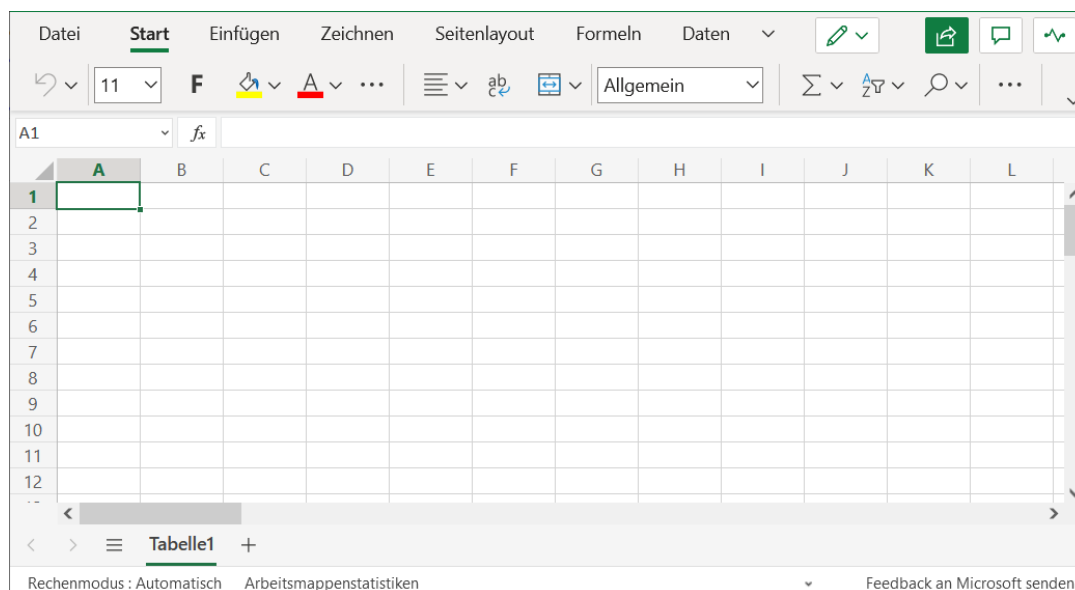 Datei Start Einfügen Zeichnen Seitenlayout Formeln Daten
11 F A ab c Allgemein Σ A Z
A1 fx
A B C D E F G H I J K L
1
2
3
4
5
6
7
8
9
10
11
12
Tabelle1
Rechenmodus : Automatisch Arbeitsmappenstatistiken Feedback an Microsoft senden